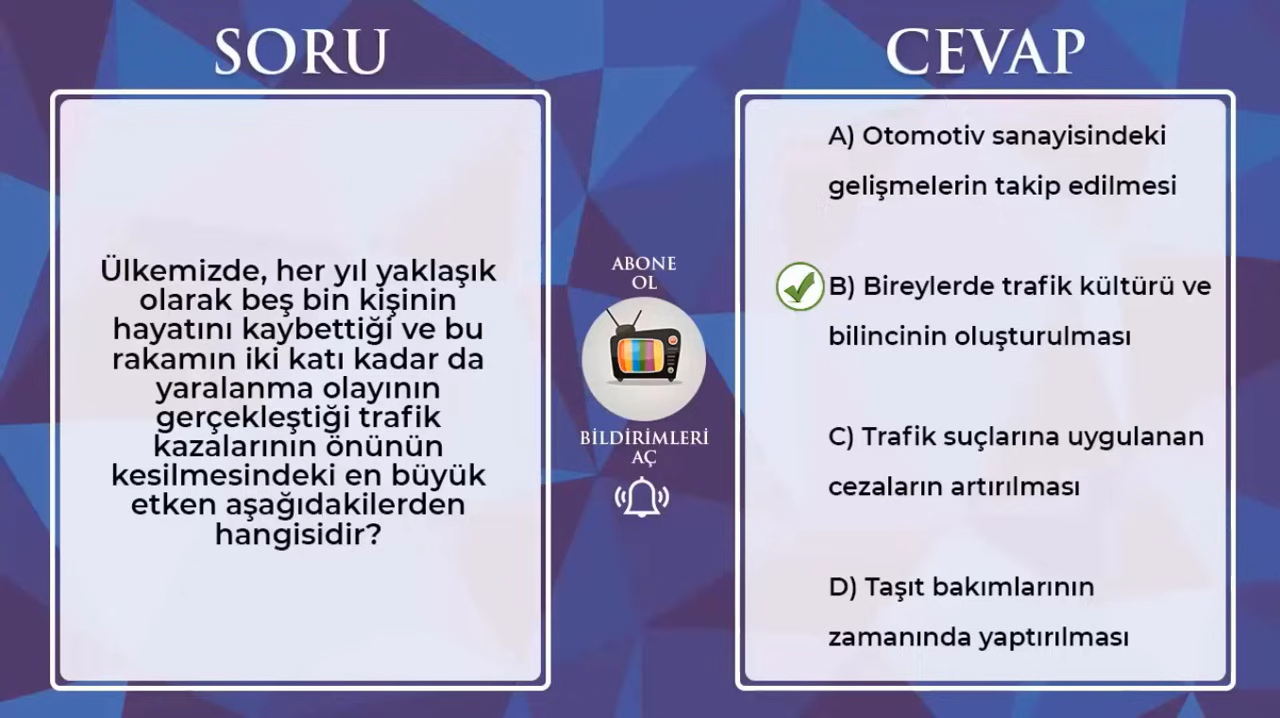 SORU
Ülkemizde, her yıl yaklaşık
olarak beş bin kişinin
hayatını kaybettiği ve bu
rakamın iki katı kadar da
yaralanma olayının
gerçekleştiği trafik
kazalarının önünün
kesilmesindeki en büyük
etken aşağıdakilerden
hangisidir?
ABONE
OL
BİLDİRİMLERİ
AÇ
CEVAP
A) Otomotiv sanayisindeki
gelişmelerin takip edilmesi
B) Bireylerde trafik kültürü ve
bilincinin oluşturulması
C) Trafik suçlarına uygulanan
cezaların artırılması
D) Taşıt bakımlarının
zamanında yaptırılması